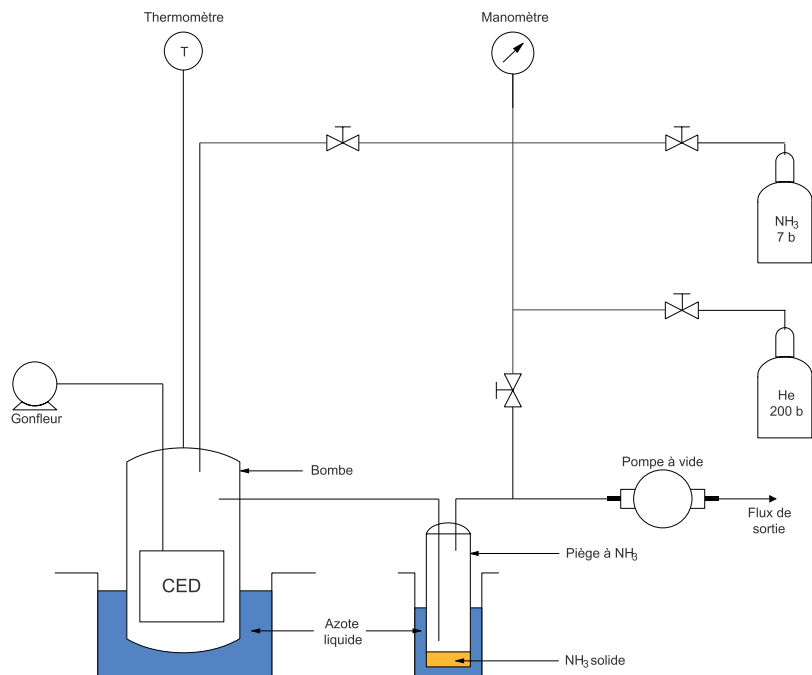 Thermomètre
Manomètre
T
NH3
7 b
He
200 b
Gonfleur
Bombe
Pompe à vide
Flux de
sortie
Piège à NH3
CED
Azote
liquide
NH3 solide